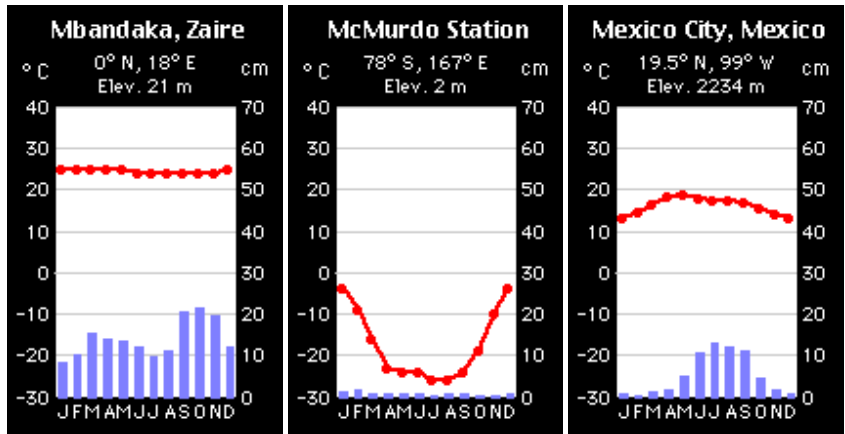 Mbandaka, Zaire
0° N, 18° E
Elev. 21 m
° C
cm
40
30
20
10
0
-10
-20
-30
70
60
50
40
30
20
10
0
J F M A M J J A S O N D
McMurdo Station
78° S, 167° E
Elev. 2 m
° C
cm
40
30
20
10
0
-10
-20
-30
70
60
50
40
30
20
10
0
J F M A M J J A S O N D
Mexico City, Mexico
19.5° N, 99° W
Elev. 2234 m
° C
cm
40
30
20
10
0
-10
-20
-30
70
60
50
40
30
20
10
0
J F M A M J J A S O N D